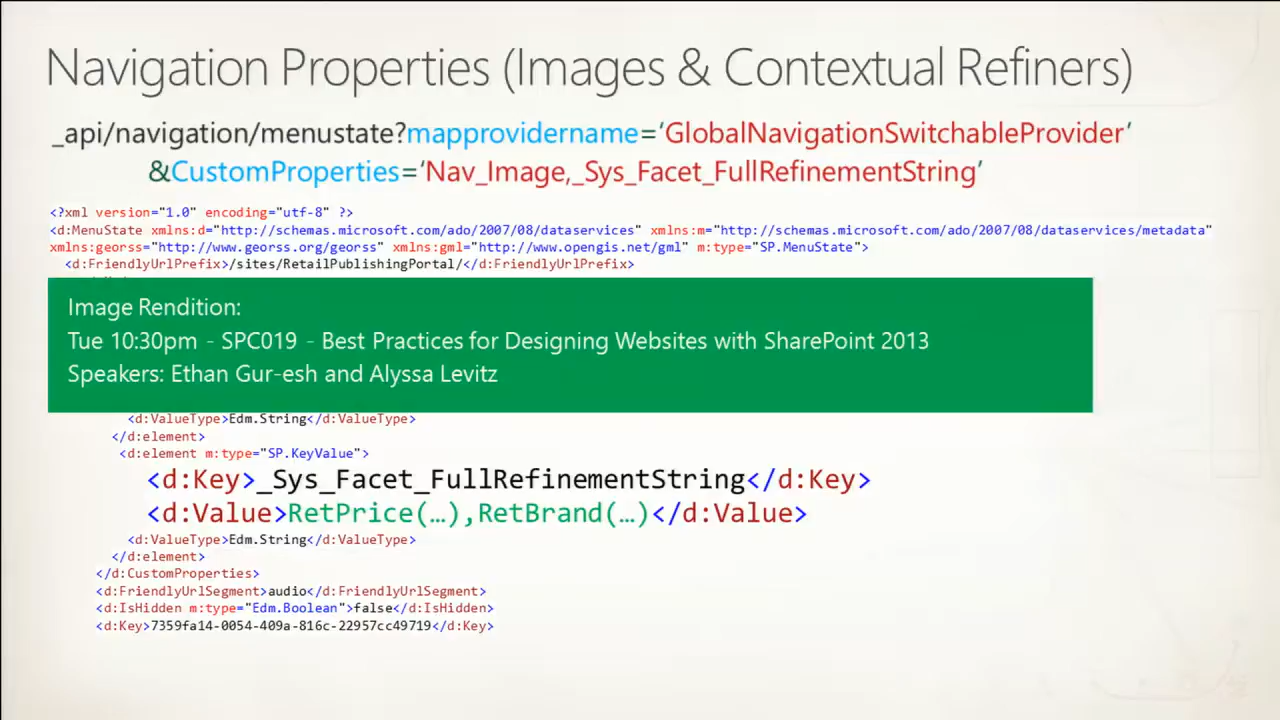 Navigation Properties (Images & Contextual Refiners)
_api/navigation/menustate?mapprovidername=‘GlobalNavigationSwitchableProvider’
&CustomProperties=‘Nav_Image,_Sys_Facet_FullRefinementString’
<?xml version="1.0" encoding="utf-8" ?>
<d:MenuState xmlns:d="http://schemas.microsoft.com/ado/2007/08/dataservices" xmlns:m="http://schemas.microsoft.com/ado/2007/08/dataservices/metadata"
xmlns:georss="http://www.georss.org/georss" xmlns:gml="http://www.opengis.net/gml" m:type="SP.MenuState">
<d:FriendlyUrlPrefix>/sites/RetailPublishingPortal/</d:FriendlyUrlPrefix>
Image Rendition:
Tue 10:30pm - SPC019 - Best Practices for Designing Websites with SharePoint 2013
Speakers: Ethan Gur-esh and Alyssa Levitz
<d:ValueType>Edm.String</d:ValueType>
</d:element>
<d:element m:type="SP.KeyValue">
<d:Key>_Sys_Facet_FullRefinementString</d:Key>
<d:Value>RetPrice(…),RetBrand(…)</d:Value>
<d:ValueType>Edm.String</d:ValueType>
</d:element>
</d:CustomProperties>
<d:FriendlyUrlSegment>audio</d:FriendlyUrlSegment>
<d:IsHidden m:type="Edm.Boolean">false</d:IsHidden>
<d:Key>7359fa14-0054-409a-816c-22957cc49719</d:Key>